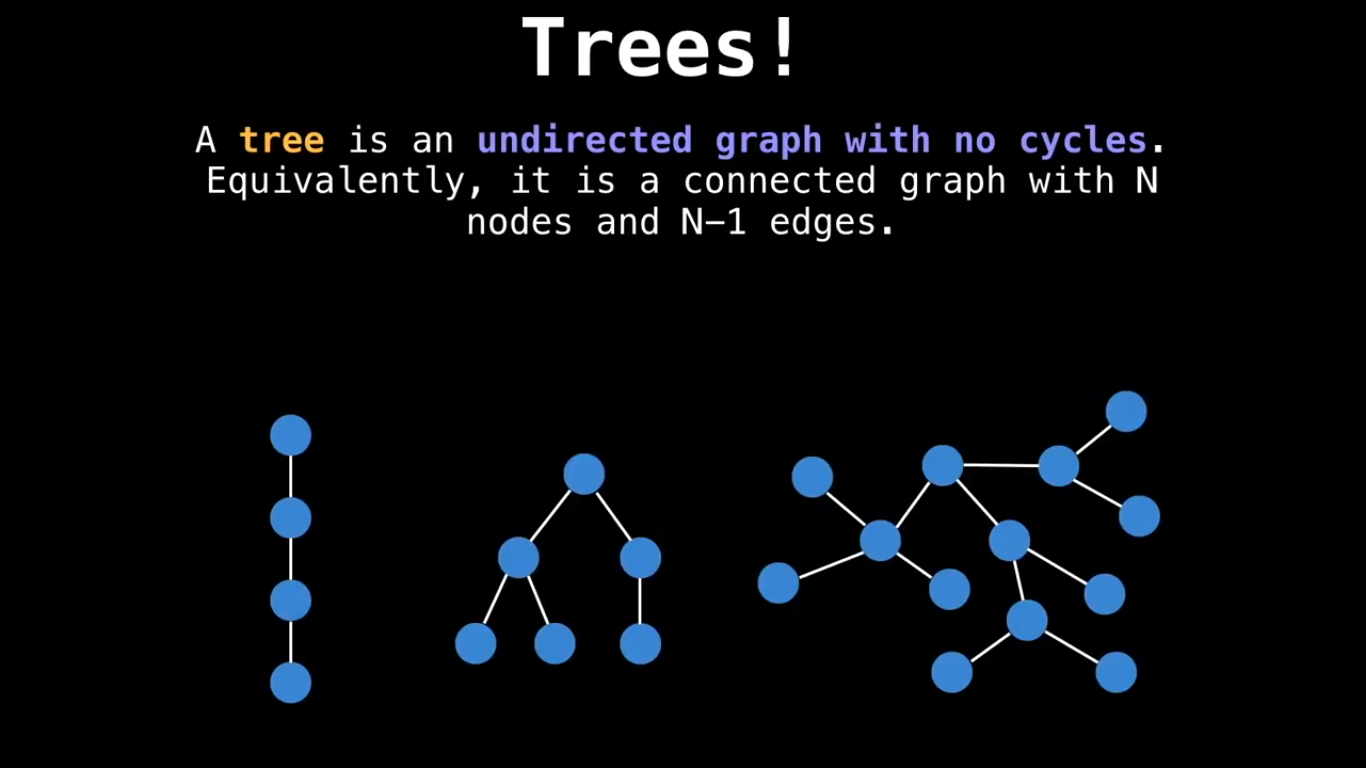 Trees!
A tree is an undirected graph with no cycles.
Equivalently, it is a connected graph with N
nodes and N−1 edges.